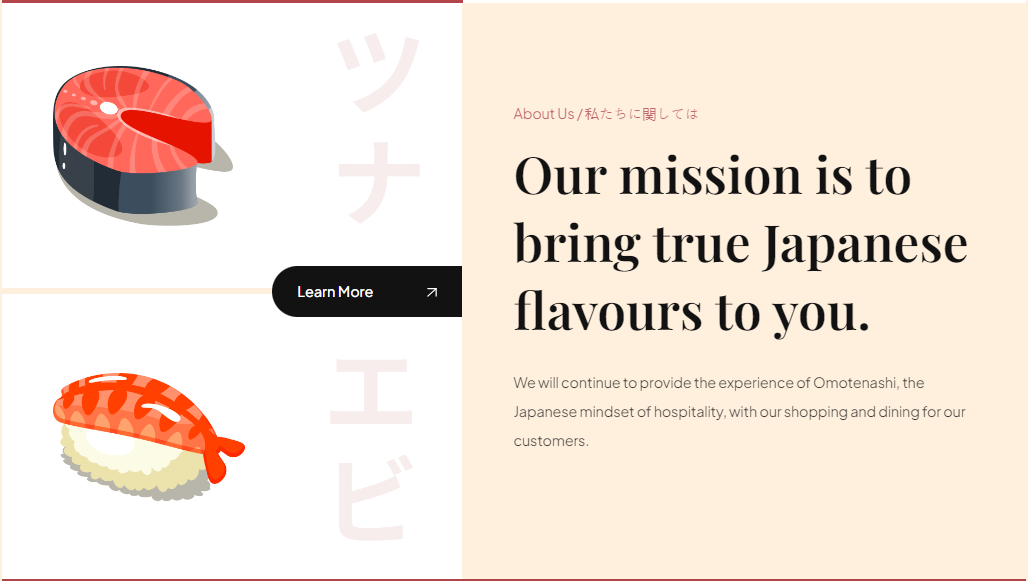 ツナ
Learn More
エビ
About Us / 私たちに関しては
Our mission is to
bring true Japanese
flavours to you.
We will continue to provide the experience of Omotenashi, the
Japanese mindset of hospitality, with our shopping and dining for our
customers.